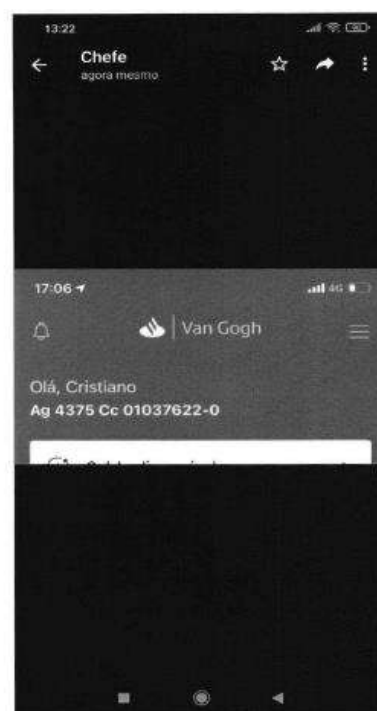 13:22
Chefe
agora mesmo
17:06
4G
Van Gogh
Olá, Cristiano
Ag 4375 Cc 01037622-0